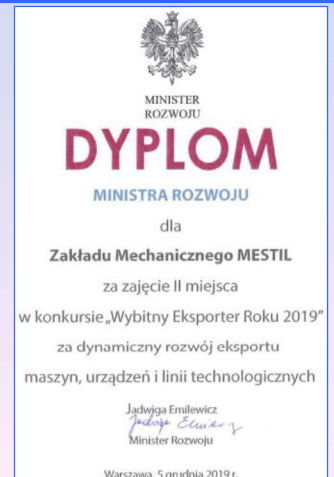 MINISTER
ROZWOJU
DYPLOM
MINISTRA ROZWOJU
dla
Zakładu Mechanicznego MESTIL
za zajęcie II miejsca
w konkursie „Wybitny Eksporter Roku 2019"
za dynamiczny rozwój eksportu
maszyn, urządzeń i linii technologicznych
Jadwiga Emilewicz
Minister Rozwoju
Warszawa, 5 grudnia 2019 r.